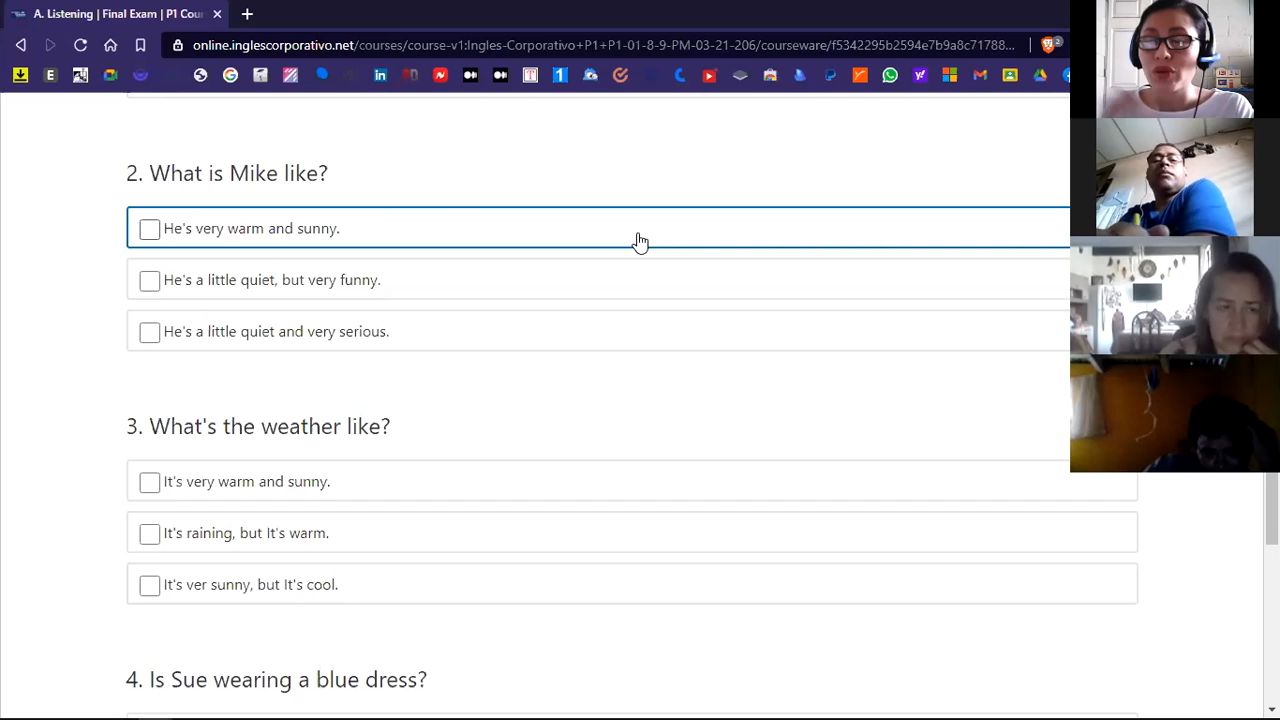 A. Listening | Final Exam | P1 Cou
online.inglescorporativo.net/courses/course-v1:Ingles-Corporativo+P1+P1-01-8-9-PM-03-21-206/courseware/f5342295b2594e7b9a8c71788...
2
2. What is Mike like?
He's very warm and sunny.
He's a little quiet, but very funny.
He's a little quiet and very serious.
3. What's the weather like?
It's very warm and sunny.
It's raining, but It's warm.
It's ver sunny, but It's cool.
4. Is Sue wearing a blue dress?